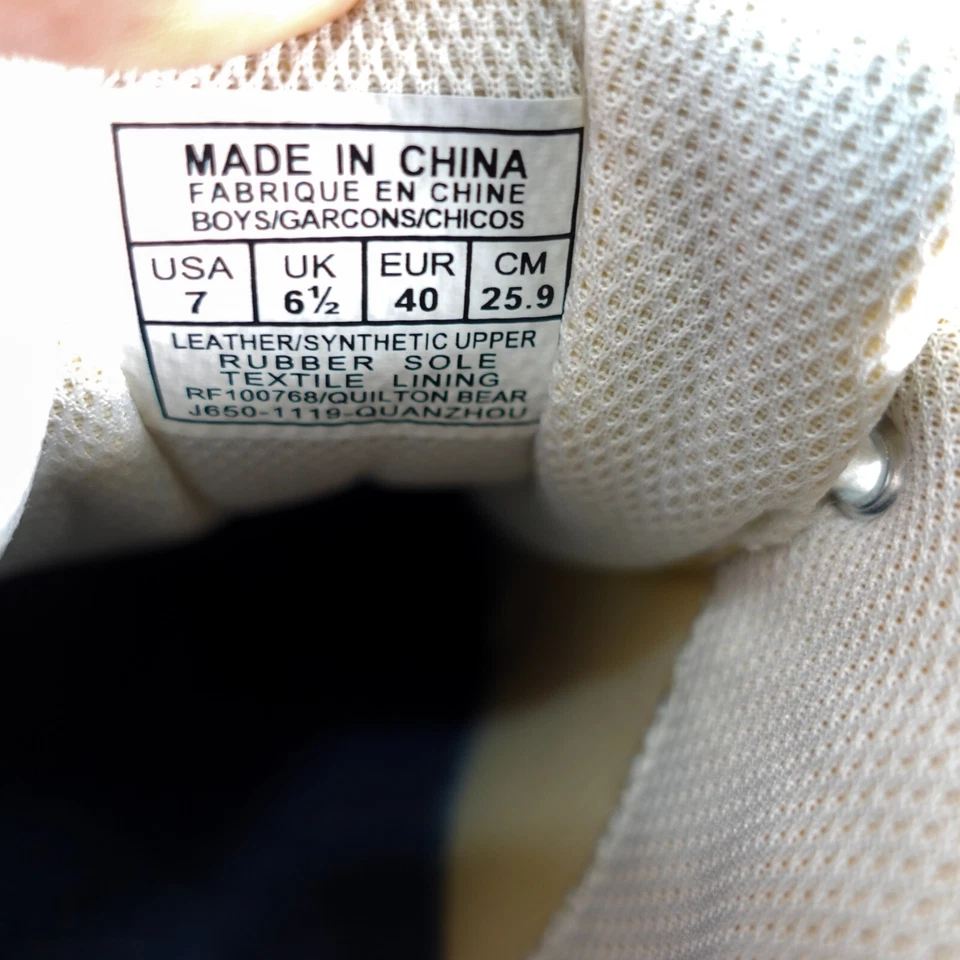 MADE IN CHINA
FABRIQUE EN CHINE
BOYS/GARCONS/CHICOS
USA UK EUR CM
7 6½ 40 25.9
LEATHER/SYNTHETIC UPPER
RUBBER SOLE
TEXTILE LINING
RF100768/QUILTON BEAR
J650-1119-QUANZHOU